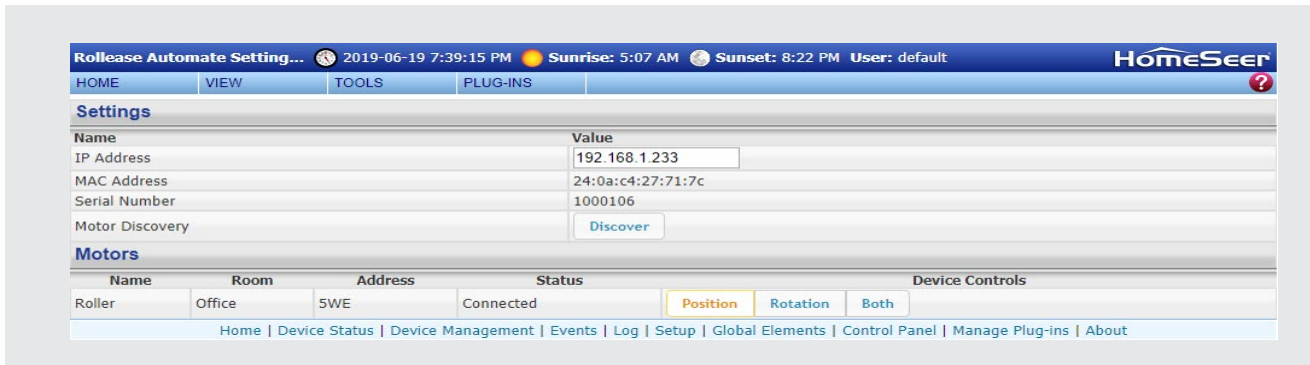 Rollease Automate Setting... 2019-06-19 7:39:15 PM Sunrise: 5:07 AM Sunset: 8:22 PM User: default HomeSeer
HOME VIEW TOOLS PLUG-INS ?
Settings
Name Value
IP Address 192.168.1.233
MAC Address 24:0a:c4:27:71:7c
Serial Number 1000106
Motor Discovery Discover
Motors
Name Room Address Status Device Controls
Roller Office 5WE Connected Position Rotation Both
Home | Device Status | Device Management | Events | Log | Setup | Global Elements | Control Panel | Manage Plug-ins | About